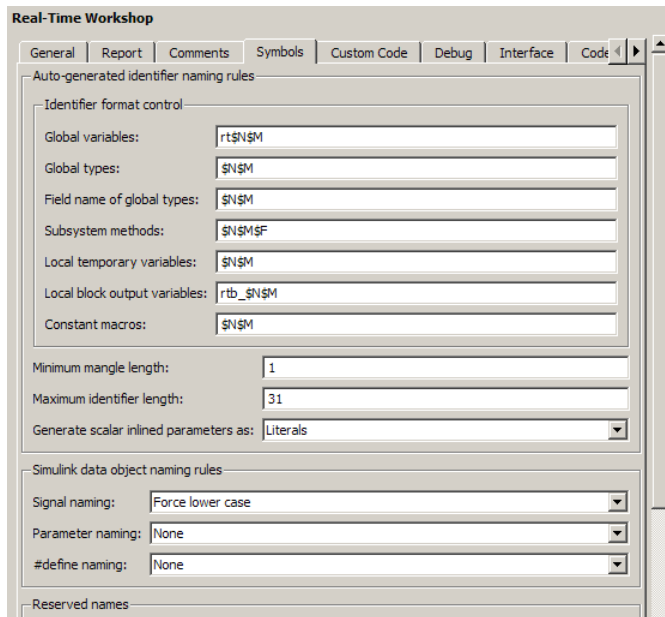 Real-Time Workshop
General Report Comments Symbols Custom Code Debug Interface Code
Auto-generated identifier naming rules
Identifier format control
Global variables: rt$N$M
Global types: $N$M
Field name of global types: $N$M
Subsystem methods: $N$M$F
Local temporary variables: $N$M
Local block output variables: rtb_$N$M
Constant macros: $N$M
Minimum mangle length: 1
Maximum identifier length: 31
Generate scalar inlined parameters as: Literals
Simulink data object naming rules
Signal naming: Force lower case
Parameter naming: None
#define naming: None
Reserved names